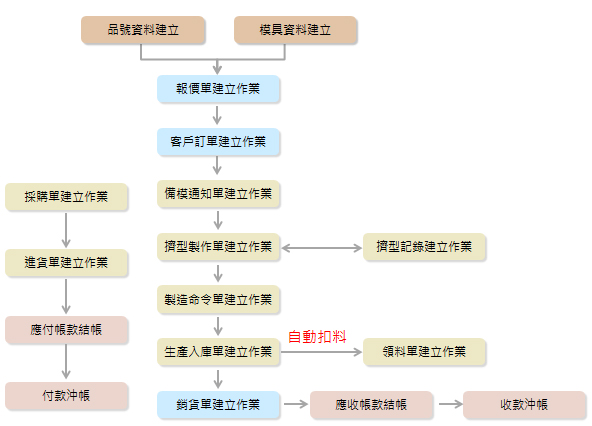 品號資料建立
模具資料建立
報價單建立作業
客戶訂單建立作業
備模通知單建立作業
採購單建立作業
擠型製作單建立作業
擠型記錄建立作業
進貨單建立作業
製造命令單建立作業
應付帳款結帳
自動扣料
生產入庫單建立作業
領料單建立作業
付款沖帳
銷貨單建立作業
應收帳款結帳
收款沖帳